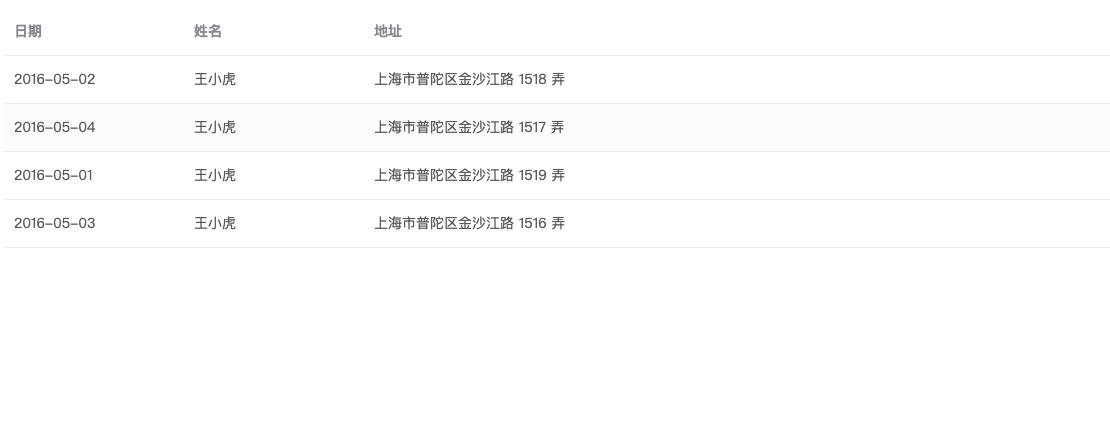 日期 姓名 地址
2016-05-02 王小虎 上海市普陀区金沙江路 1518 弄
2016-05-04 王小虎 上海市普陀区金沙江路 1517 弄
2016-05-01 王小虎 上海市普陀区金沙江路 1519 弄
2016-05-03 王小虎 上海市普陀区金沙江路 1516 弄